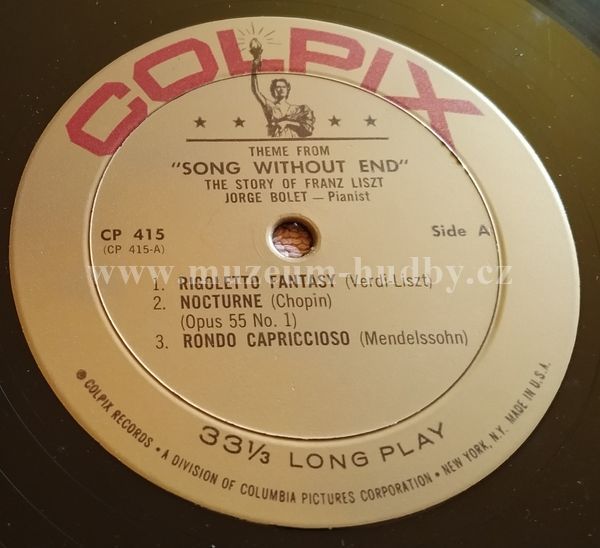 COLPIX
THEME FROM
"SONG WITHOUT END"
THE STORY OF FRANZ LISZT
JORGE BOLET — Pianist
CP 415
(CP 415-A)
Side A
www.muzeum-hudby.cz
1. RIGOLETTO FANTASY (Verdi-Liszt)
2. NOCTURNE (Chopin)
(Opus 55 No. 1)
3. RONDO CAPRICCIOSO (Mendelssohn)
33⅓ LONG PLAY
© COLPIX RECORDS • A DIVISION OF COLUMBIA PICTURES CORPORATION • NEW YORK, N.Y. MADE IN U.S.A.